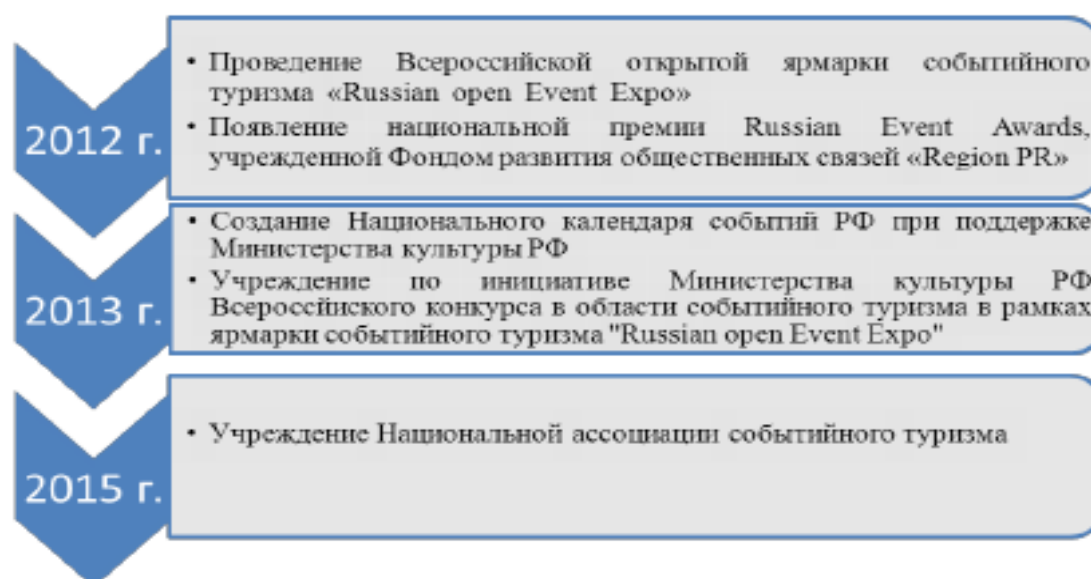 2012 г.
• Проведение Всероссийской открытой ярмарки событийного
туризма «Russian open Event Expo»
• Появление национальной премии Russian Event Awards,
учрежденной Фондом развития общественных связей «Region PR»
2013 г.
• Создание Национального календаря событий РФ при поддержке
Министерства культуры РФ
• Учреждение по инициативе Министерства культуры РФ
Всероссйиского конкурса в области событийного туризма в рамках
ярмарки событийного туризма "Russian open Event Expo"
2015 г.
• Учреждение Национальной ассоциации событийного туризма